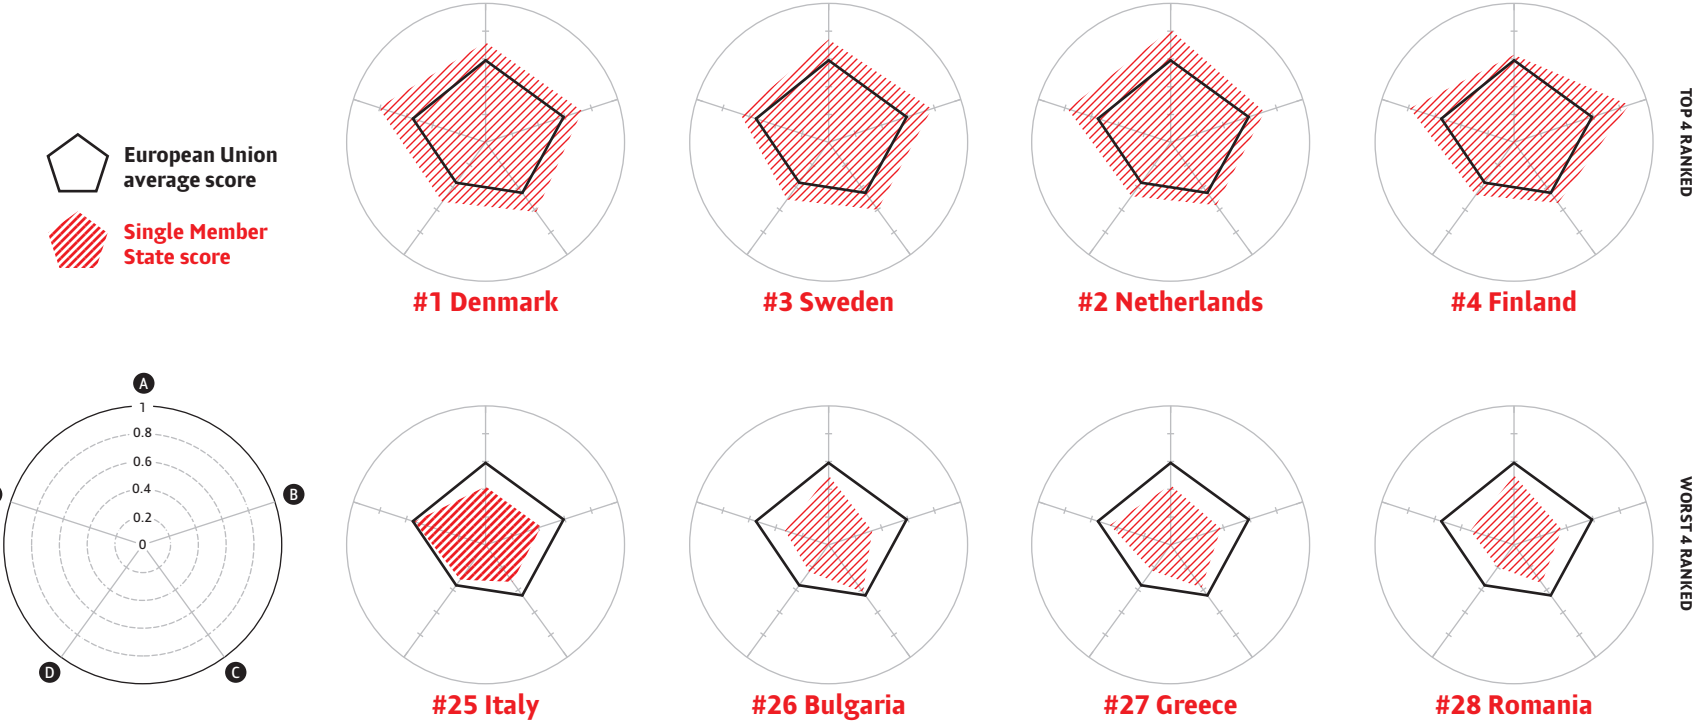 European Union
average score
Single Member
State score
#1 Denmark
#3 Sweden
#2 Netherlands
#4 Finland
TOP 4 RANKED
A
1
0.8
0.6
0.4
0.2
0
B
C
D
#25 Italy
#26 Bulgaria
#27 Greece
#28 Romania
WORST 4 RANKED